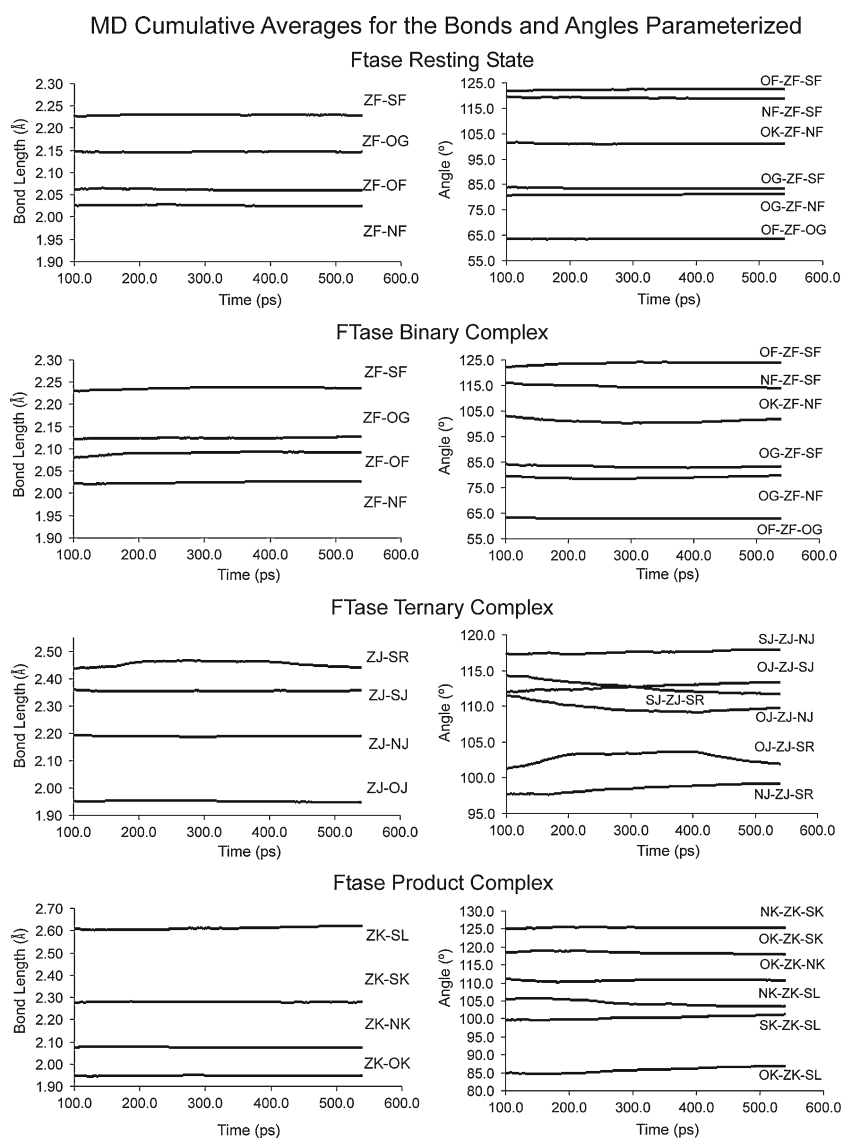 MD Cumulative Averages for the Bonds and Angles Parameterized
Ftase Resting State
Bond Length (Å)
2.30
2.20
2.15
2.10
2.05
2.00
1.95
1.90
ZF-SF
ZF-OG
ZF-OF
ZF-NF
100.0 200.0 300.0 400.0 500.0 600.0
Time (ps)
Angle (º)
125.0
115.0
105.0
95.0
85.0
75.0
65.0
55.0
OF-ZF-SF
NF-ZF-SF
OK-ZF-NF
OG-ZF-SF
OG-ZF-NF
OF-ZF-OG
100.0 200.0 300.0 400.0 500.0 600.0
Time (ps)
FTase Binary Complex
Bond Length (Å)
2.30
2.25
2.20
2.15
2.10
2.05
2.00
1.95
1.90
ZF-SF
ZF-OG
ZF-OF
ZF-NF
100.0 200.0 300.0 400.0 500.0 600.0
Time (ps)
Angle (º)
125.0
115.0
105.0
95.0
85.0
75.0
65.0
55.0
OF-ZF-SF
NF-ZF-SF
OK-ZF-NF
OG-ZF-SF
OG-ZF-NF
OF-ZF-OG
100.0 200.0 300.0 400.0 500.0 600.0
Time (ps)
FTase Ternary Complex
Bond Length (Å)
2.50
2.40
2.30
2.20
2.10
2.00
1.90
ZJ-SR
ZJ-SJ
ZJ-NJ
ZJ-OJ
100.0 200.0 300.0 400.0 500.0 600.0
Time (ps)
Angle (º)
120.0
115.0
110.0
105.0
100.0
95.0
SJ-ZJ-NJ
OJ-ZJ-SJ
SJ-ZJ-SR
OJ-ZJ-NJ
OJ-ZJ-SR
NJ-ZJ-SR
100.0 200.0 300.0 400.0 500.0 600.0
Time (ps)
Ftase Product Complex
Bond Length (Å)
2.70
2.60
2.50
2.40
2.30
2.20
2.10
2.00
1.90
ZK-SL
ZK-SK
ZK-NK
ZK-OK
100.0 200.0 300.0 400.0 500.0 600.0
Time (ps)
Angle (º)
130.0
125.0
120.0
115.0
110.0
105.0
100.0
95.0
90.0
85.0
80.0
NK-ZK-SK
OK-ZK-SK
OK-ZK-NK
NK-ZK-SL
SK-ZK-SL
OK-ZK-SL
100.0 200.0 300.0 400.0 500.0 600.0
Time (ps)